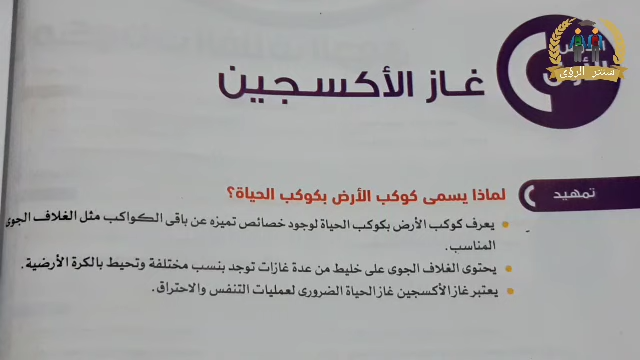 سنتر الرؤى
غاز الأكسجين
تمهيد
لماذا يسمى كوكب الأرض بكوكب الحياة؟
يعرف كوكب الأرض بكوكب الحياة لوجود خصائص تميزه عن باقى الكواكب مثل الغلاف الجوى
المناسب.
يحتوى الغلاف الجوى على خليط من عدة غازات توجد بنسب مختلفة وتحيط بالكرة الأرضية.
يعتبر غاز الأكسجين غاز الحياة الضرورى لعمليات التنفس والاحتراق.